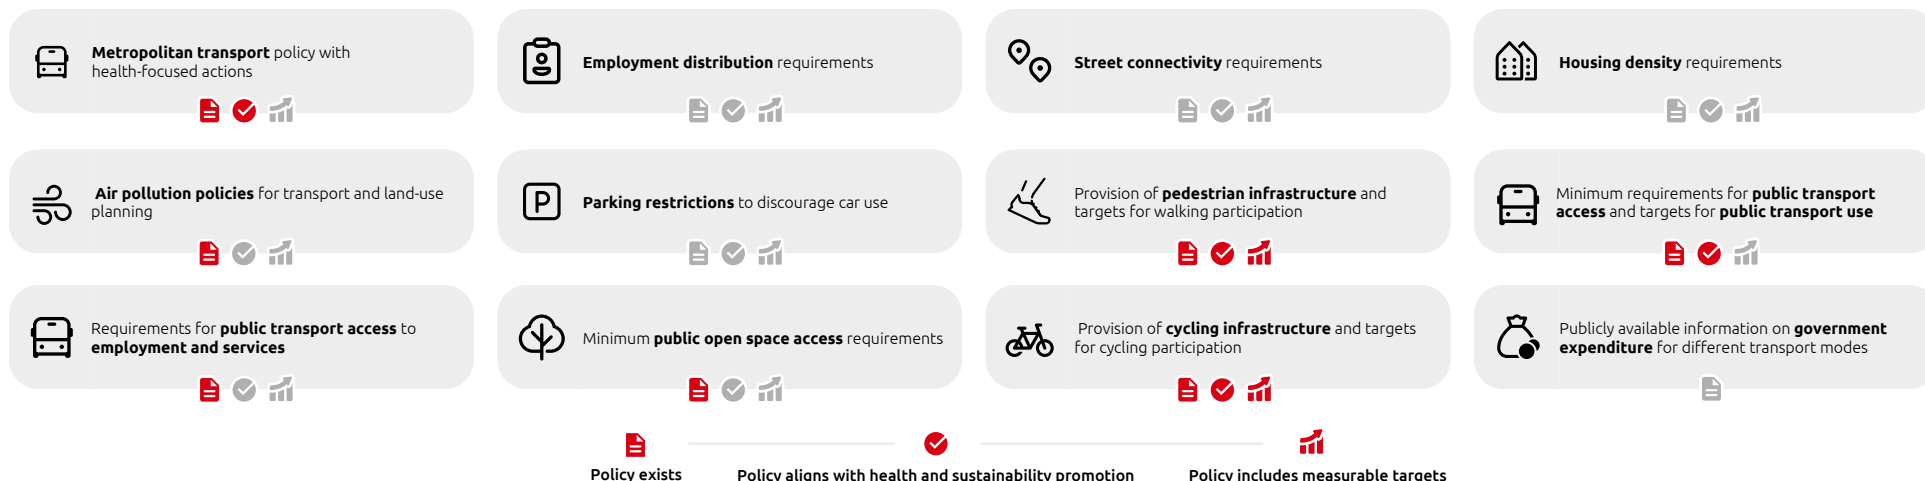 Metropolitan transport policy with
health-focused actions
Employment distribution requirements
Street connectivity requirements
Housing density requirements
Air pollution policies for transport and land-use
planning
P
Parking restrictions to discourage car use
Provision of pedestrian infrastructure and
targets for walking participation
Minimum requirements for public transport
access and targets for public transport use
Requirements for public transport access to
employment and services
Minimum public open space access requirements
Provision of cycling infrastructure and targets
for cycling participation
Publicly available information on government
expenditure for different transport modes
Policy exists
Policy aligns with health and sustainability promotion
Policy includes measurable targets